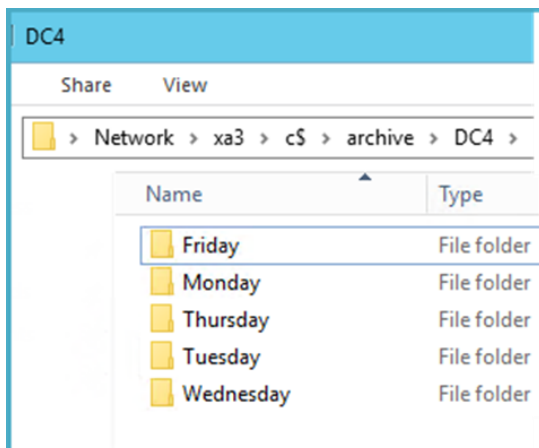 DC4
Share View
Network > xa3 > c$ > archive > DC4 >
Name Type
Friday File folder
Monday File folder
Thursday File folder
Tuesday File folder
Wednesday File folder